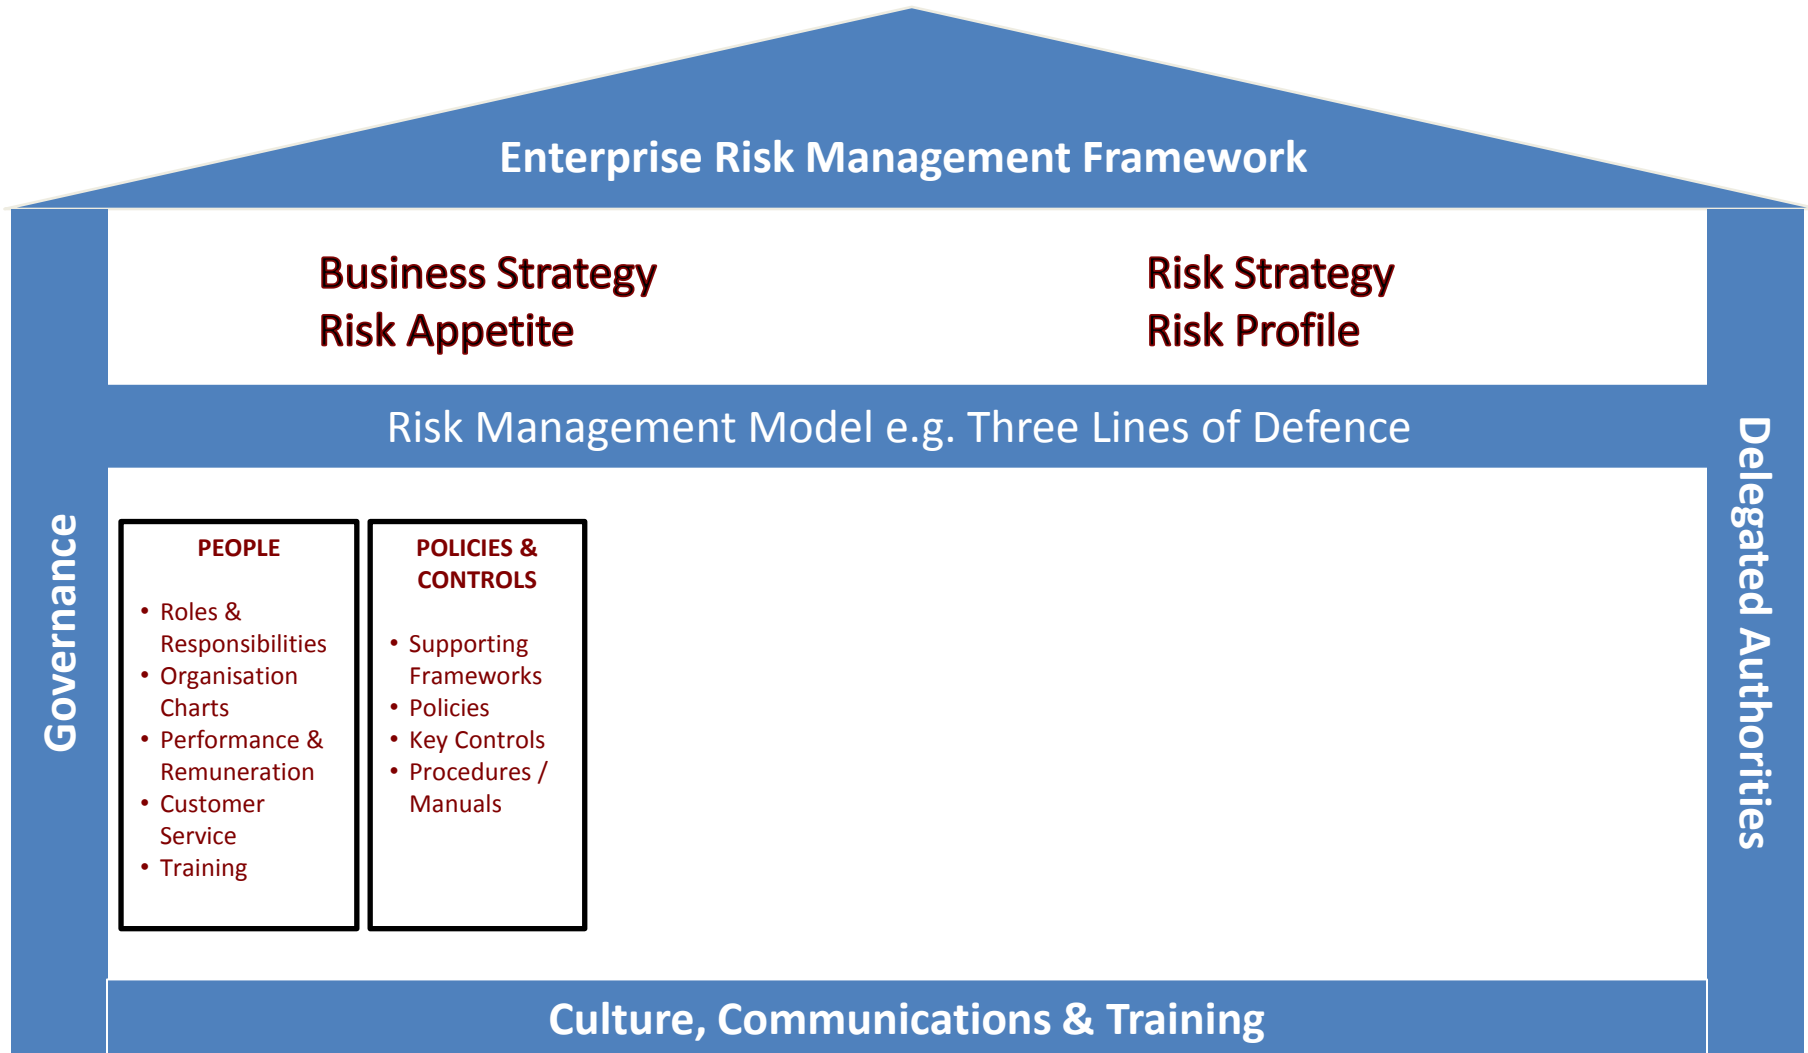 Enterprise Risk Management Framework
Business Strategy
Risk Appetite
Risk Strategy
Risk Profile
Risk Management Model e.g. Three Lines of Defence
Governance
PEOPLE
• Roles &
Responsibilities
• Organisation
Charts
• Performance &
Remuneration
• Customer
Service
• Training
POLICIES &
CONTROLS
• Supporting
Frameworks
• Policies
• Key Controls
• Procedures /
Manuals
Delegated Authorities
Culture, Communications & Training